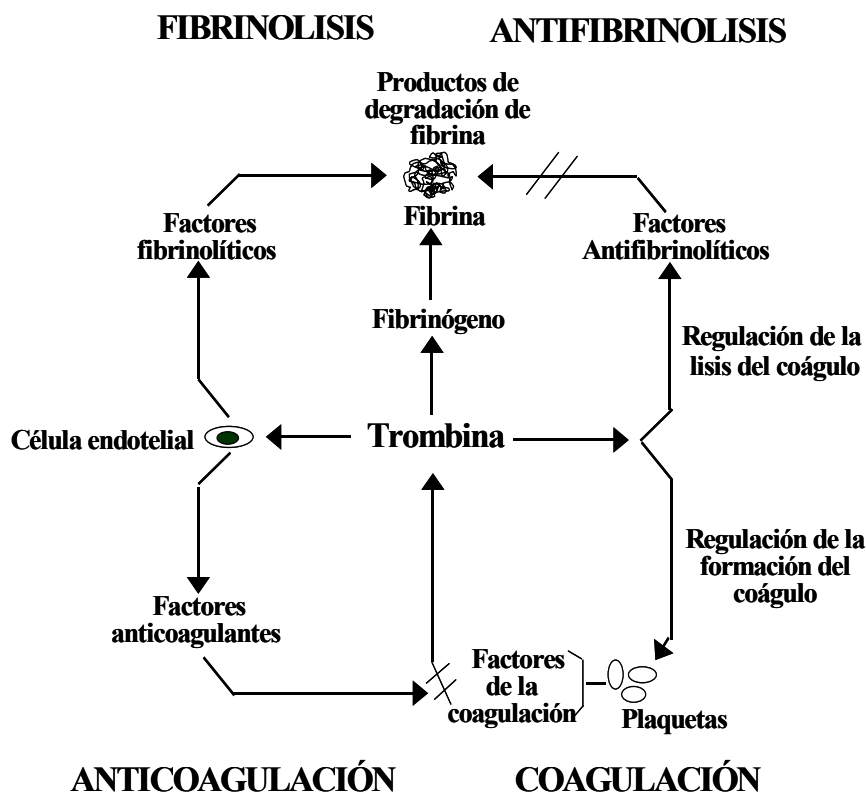 FIBRINOLISIS
ANTIFIBRINOLISIS
Productos de
degradación de
fibrina
Fibrina
Factores
fibrinolíticos
Factores
Antifibrinolíticos
Fibrinógeno
Regulación de la
lisis del coágulo
Célula endotelial
Trombina
Regulación de la
formación del
coágulo
Factores
anticoagulantes
Factores
de la
coagulación
Plaquetas
ANTICOAGULACIÓN
COAGULACIÓN